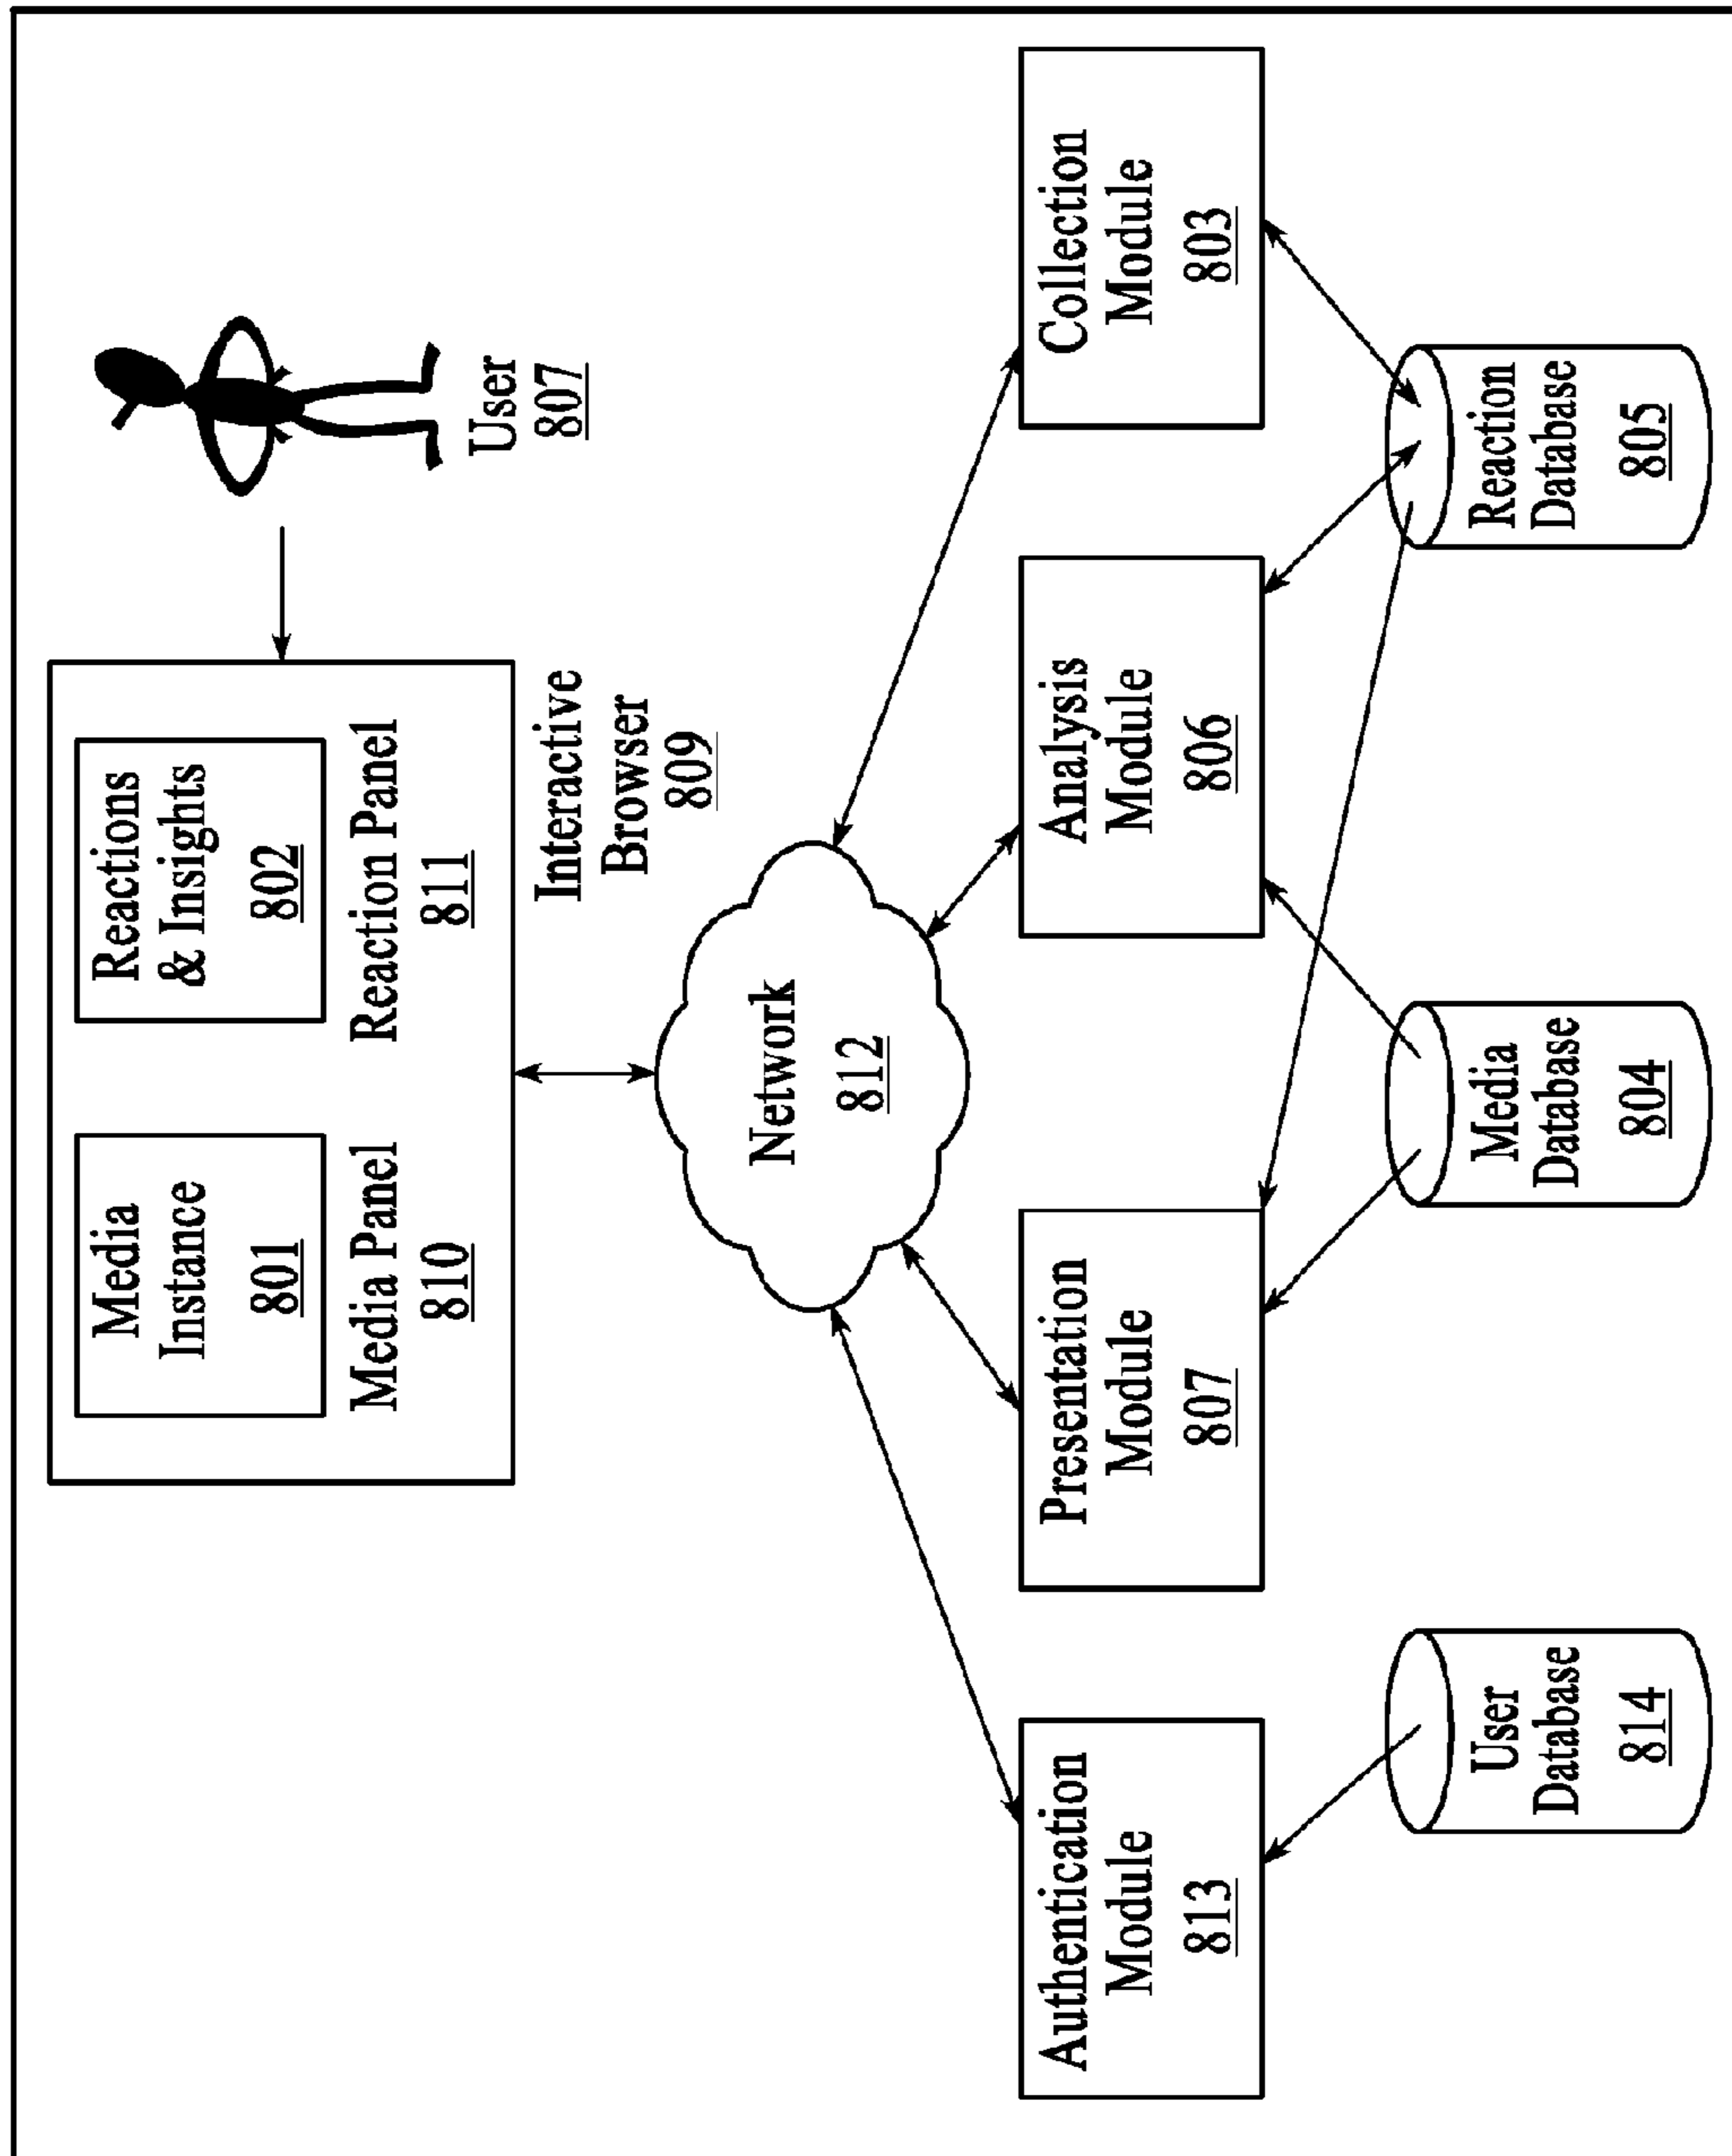 Media
Instance
801
Media Panel
810
Reactions
& Insights
802
Reaction Panel
811
User
807
Interactive
Browser
809
Network
812
Authentication
Module
813
Presentation
Module
807
Analysis
Module
806
Collection
Module
803
User
Database
814
Media
Database
804
Reaction
Database
805